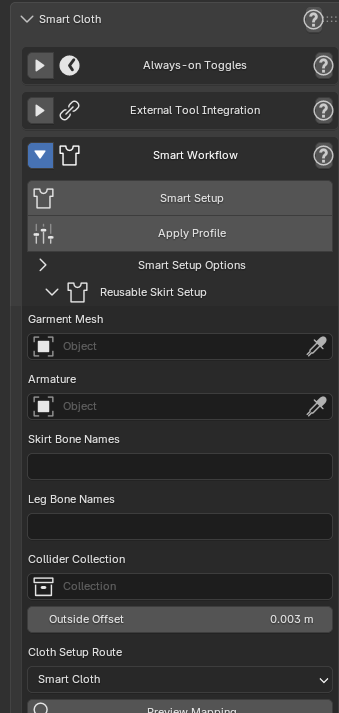 Smart Cloth
Always-on Toggles
External Tool Integration
Smart Workflow
Smart Setup
Apply Profile
Smart Setup Options
Reusable Skirt Setup
Garment Mesh
Object
Armature
Object
Skirt Bone Names
Leg Bone Names
Collider Collection
Collection
Outside Offset 0.003 m
Cloth Setup Route
Smart Cloth
Preview Mapping